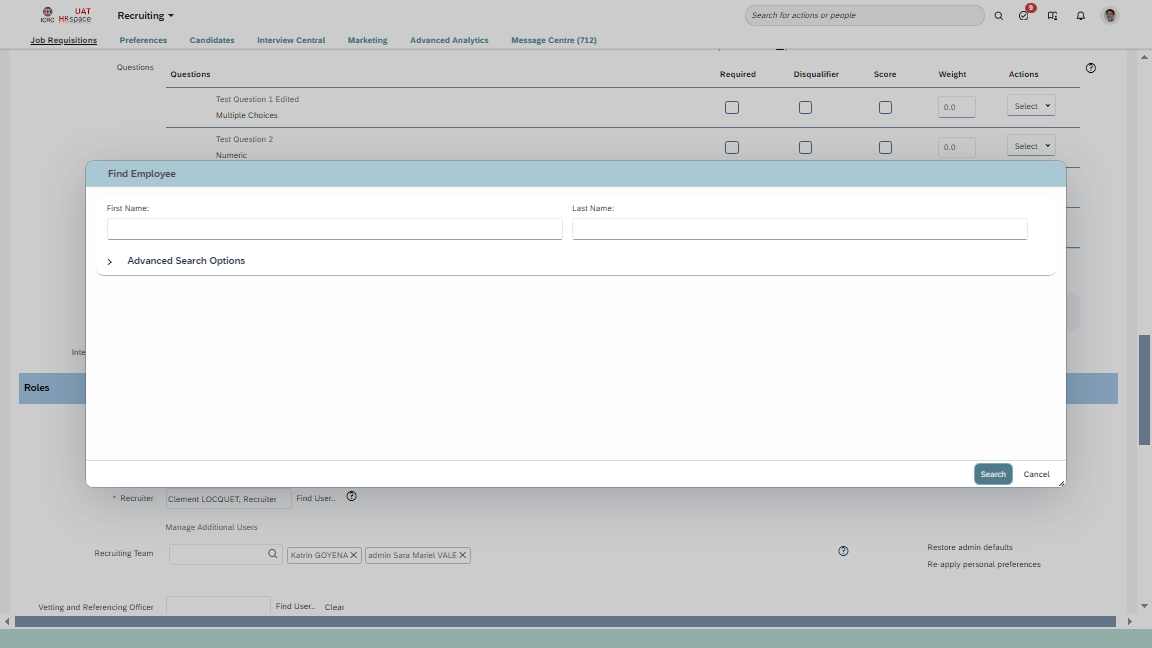 ICRC
UAT
HRspace
Recruiting
Search for actions or people
9
Job Requisitions
Preferences
Candidates
Interview Central
Marketing
Advanced Analytics
Message Centre (712)
Questions
Questions
Required
Disqualifier
Score
Weight
Actions
Test Question 1 Edited
Multiple Choices
0.0
Select
Test Question 2
Numeric
0.0
Select
Find Employee
First Name:
Last Name:
Advanced Search Options
Inte
Roles
Search
Cancel
* Recruiter
Clement LOCQUET, Recruiter
Find User..
Manage Additional Users
Recruiting Team
Katrin GOYENA
admin Sara Mariel VALE
Restore admin defaults
Re-apply personal preferences
Vetting and Referencing Officer
Find User..
Clear